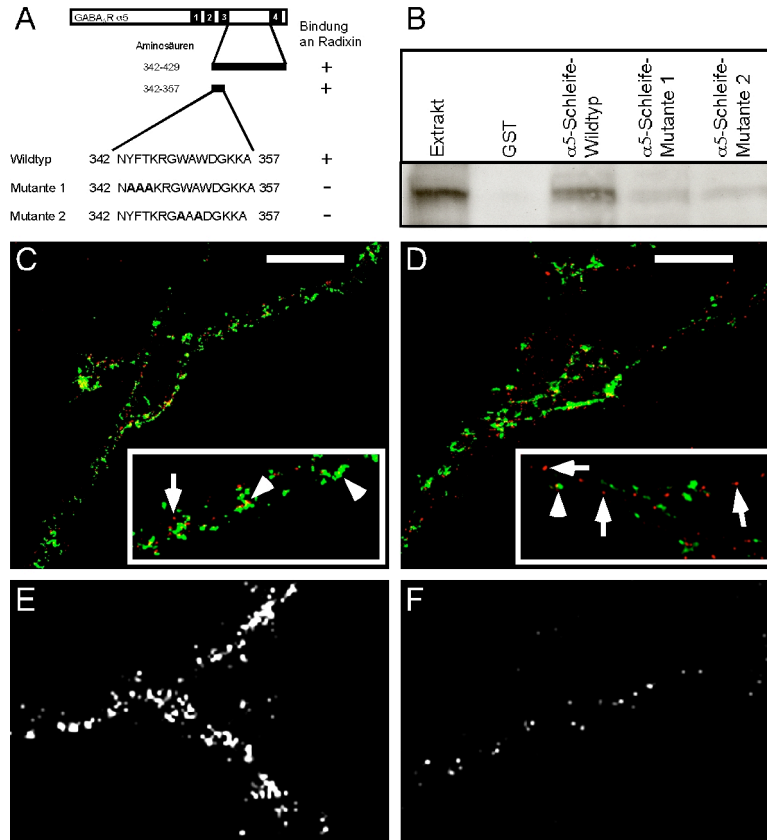 A
GABA_AR α5 1 2 3 4
Bindung an Radixin
Aminosäuren
342-429 +
342-357 +
Wildtyp 342 NYFTKRGWAWDGKKA 357 +
Mutante 1 342 NAAAKRGWAWDGKKA 357 –
Mutante 2 342 NYFTKRGAAADGKKA 357 –
B
Extrakt
GST
α5-Schleife-
Wildtyp
α5-Schleife-
Mutante 1
α5-Schleife-
Mutante 2
C
D
E
F